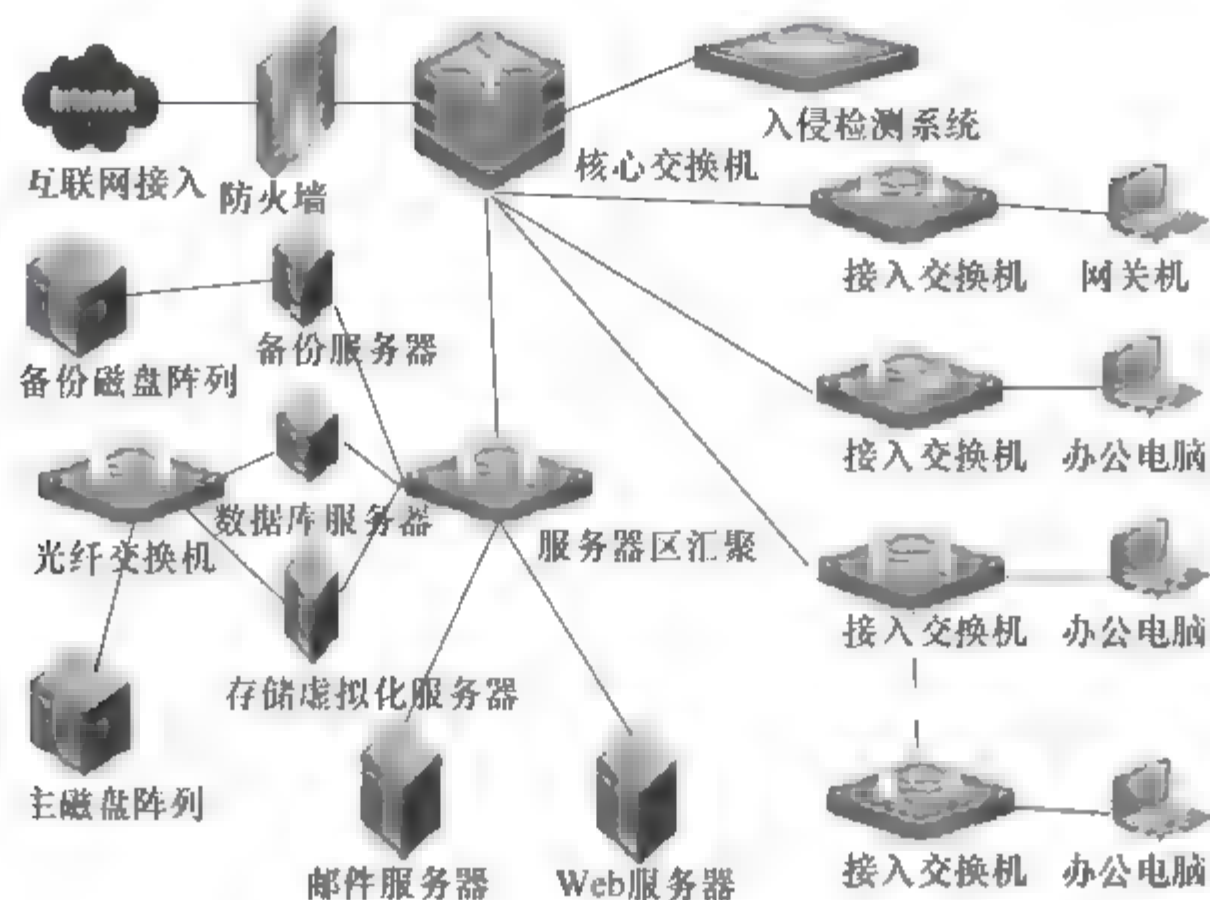 入侵检测系统
核心交换机
互联网接入
防火墙
接入交换机
网关机
备份服务器
备份磁盘阵列
接入交换机
办公电脑
数据库服务器
光纤交换机
服务器区汇聚
接入交换机
办公电脑
存储虚拟化服务器
主磁盘阵列
邮件服务器
Web服务器
接入交换机
办公电脑